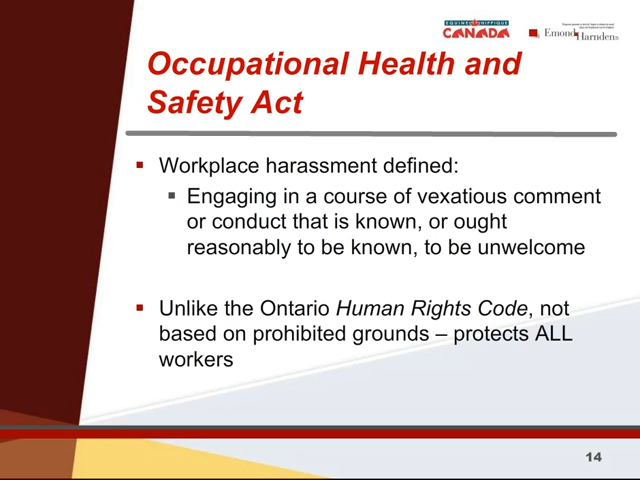 EQUINE HIPPIQUE
CANADA
Emond Harnden
Occupational Health and
Safety Act
Workplace harassment defined:
Engaging in a course of vexatious comment
or conduct that is known, or ought
reasonably to be known, to be unwelcome
Unlike the Ontario Human Rights Code, not
based on prohibited grounds – protects ALL
workers
14